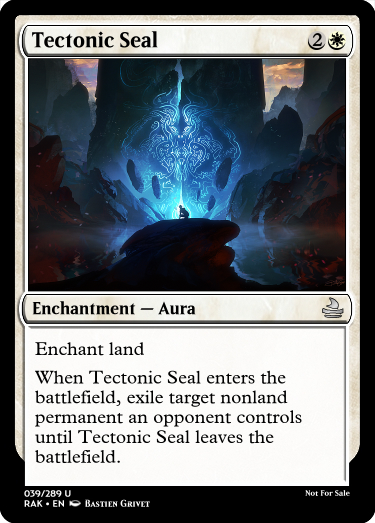 Tectonic Seal 2
Enchantment — Aura
Enchant land
When Tectonic Seal enters the
battlefield, exile target nonland
permanent an opponent controls
until Tectonic Seal leaves the
battlefield.
039/289 U
Not For Sale
RAK • EN Bastien Grivet